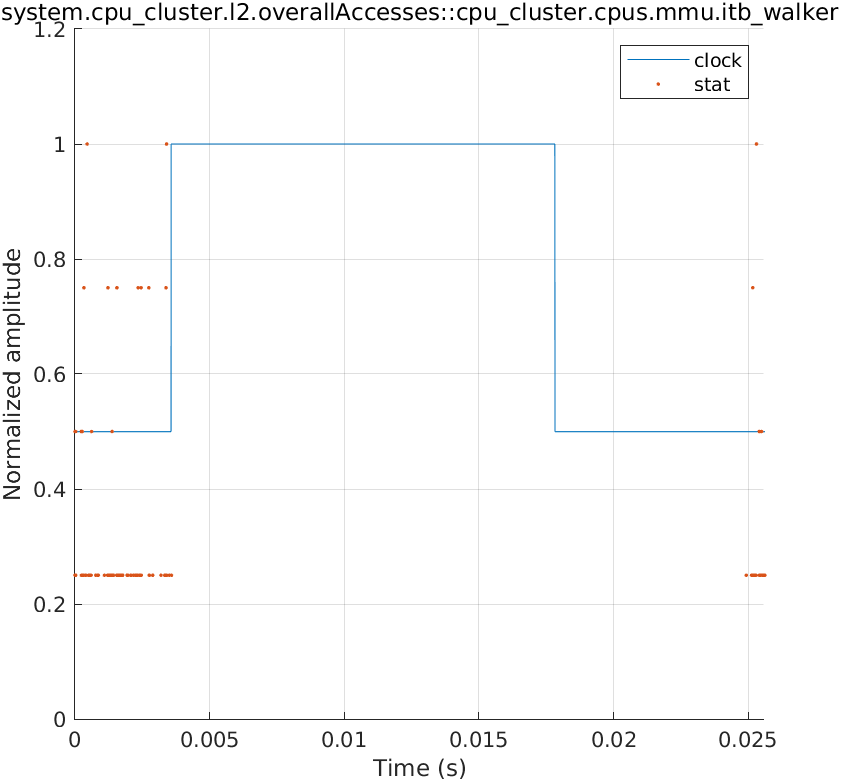 system.cpu_cluster.l2.overallAccesses::cpu_cluster.cpus.mmu.itb_walker
clock
stat
Normalized amplitude
1.2
1
0.8
0.6
0.4
0.2
0
0 0.005 0.01 0.015 0.02 0.025
Time (s)